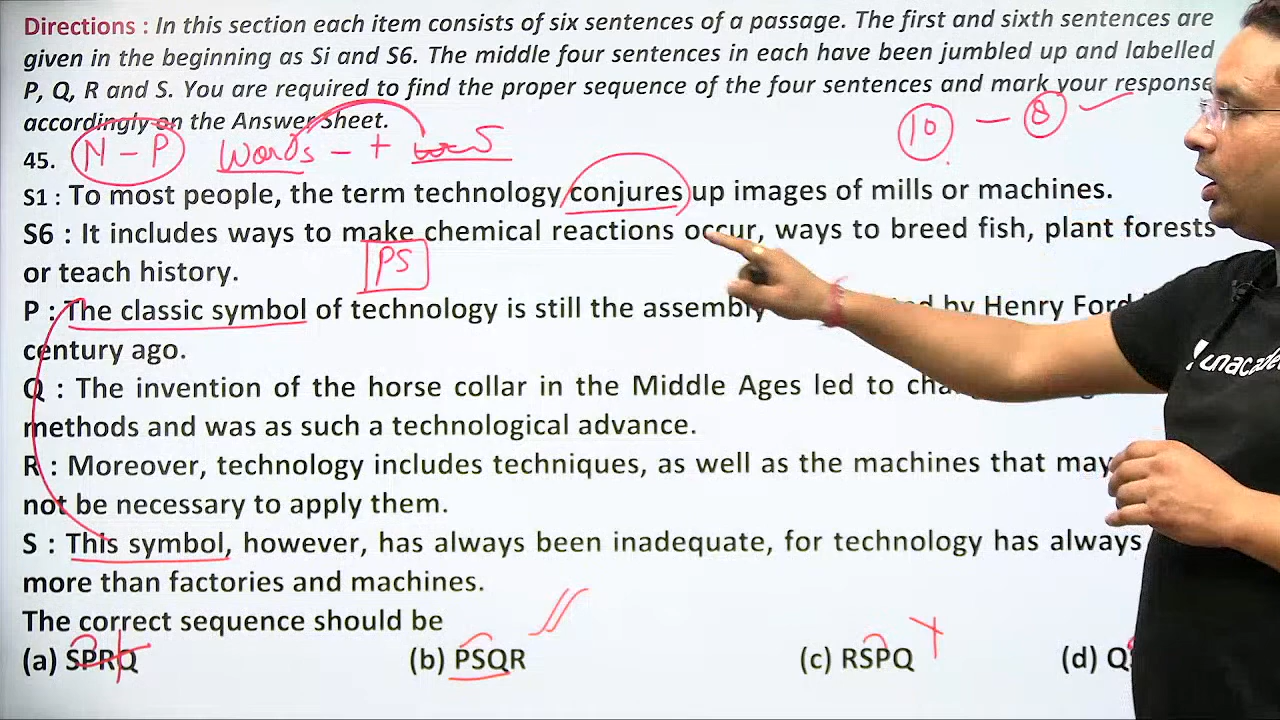 Directions : In this section each item consists of six sentences of a passage. The first and sixth sentences are
given in the beginning as Si and S6. The middle four sentences in each have been jumbled up and labelled
P, Q, R and S. You are required to find the proper sequence of the four sentences and mark your response
accordingly on the Answer Sheet.
10 – 8
45. N – P Words – +
S1 : To most people, the term technology conjures up images of mills or machines.
S6 : It includes ways to make chemical reactions occur, ways to breed fish, plant forests
or teach history. PS
P : The classic symbol of technology is still the assembly by Henry Ford
century ago.
Q : The invention of the horse collar in the Middle Ages led to
methods and was as such a technological advance.
R : Moreover, technology includes techniques, as well as the machines that may
not be necessary to apply them.
S : This symbol, however, has always been inadequate, for technology has always
more than factories and machines.
The correct sequence should be
(a) SPRQ (b) PSQR (c) RSPQ (d)